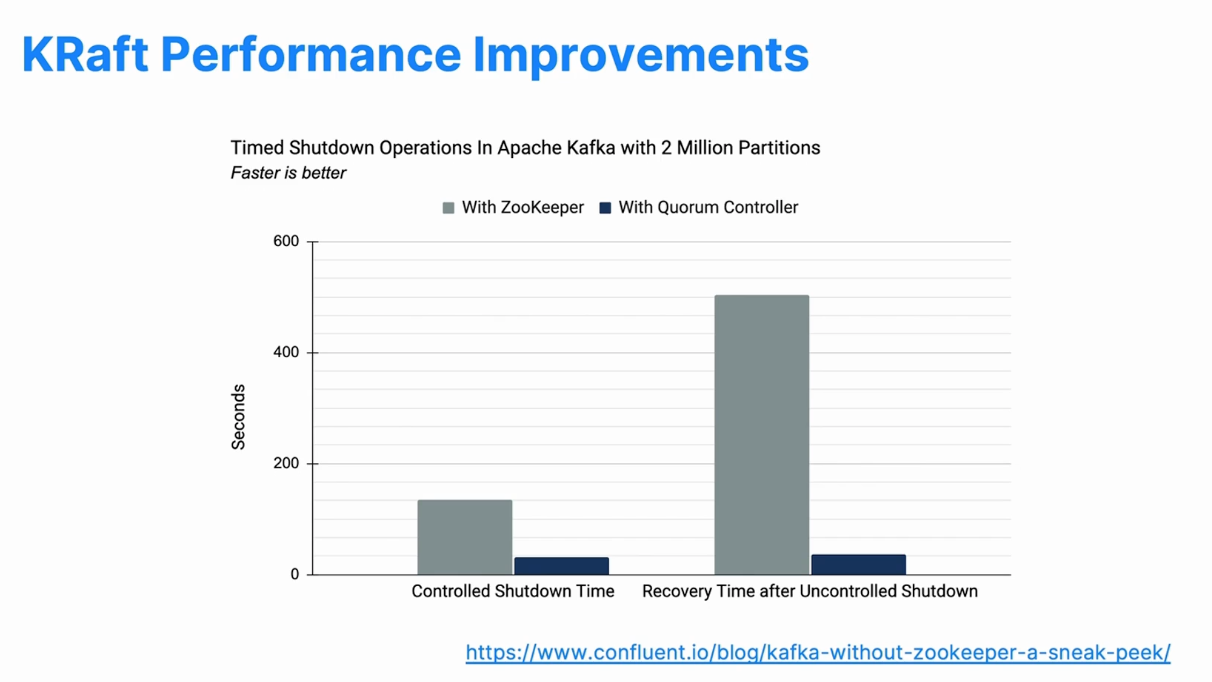 KRaft Performance Improvements
Timed Shutdown Operations In Apache Kafka with 2 Million Partitions
Faster is better
With ZooKeeper With Quorum Controller
600
400
200
0
Seconds
Controlled Shutdown Time Recovery Time after Uncontrolled Shutdown
https://www.confluent.io/blog/kafka-without-zookeeper-a-sneak-peek/